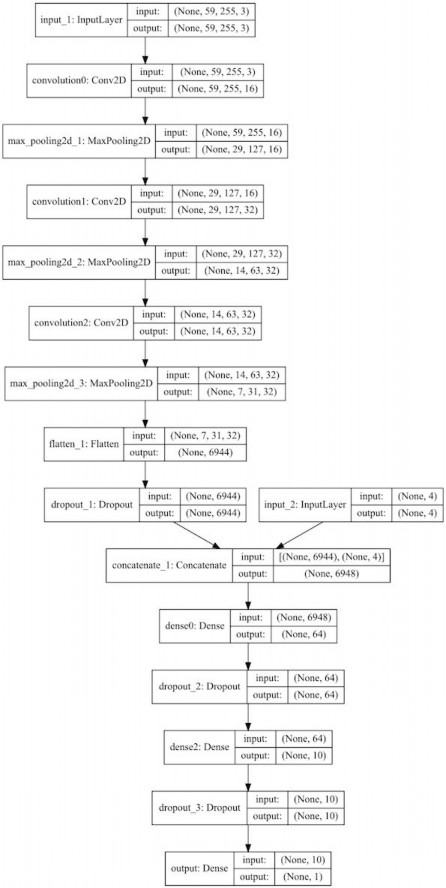 input_1: InputLayer input: (None, 59, 255, 3)
output: (None, 59, 255, 3)
convolution0: Conv2D input: (None, 59, 255, 3)
output: (None, 59, 255, 16)
max_pooling2d_1: MaxPooling2D input: (None, 59, 255, 16)
output: (None, 29, 127, 16)
convolution1: Conv2D input: (None, 29, 127, 16)
output: (None, 29, 127, 32)
max_pooling2d_2: MaxPooling2D input: (None, 29, 127, 32)
output: (None, 14, 63, 32)
convolution2: Conv2D input: (None, 14, 63, 32)
output: (None, 14, 63, 32)
max_pooling2d_3: MaxPooling2D input: (None, 14, 63, 32)
output: (None, 7, 31, 32)
flatten_1: Flatten input: (None, 7, 31, 32)
output: (None, 6944)
dropout_1: Dropout input: (None, 6944)
output: (None, 6944)
input_2: InputLayer input: (None, 4)
output: (None, 4)
concatenate_1: Concatenate input: [(None, 6944), (None, 4)]
output: (None, 6948)
dense0: Dense input: (None, 6948)
output: (None, 64)
dropout_2: Dropout input: (None, 64)
output: (None, 64)
dense2: Dense input: (None, 64)
output: (None, 10)
dropout_3: Dropout input: (None, 10)
output: (None, 10)
output: Dense input: (None, 10)
output: (None, 1)